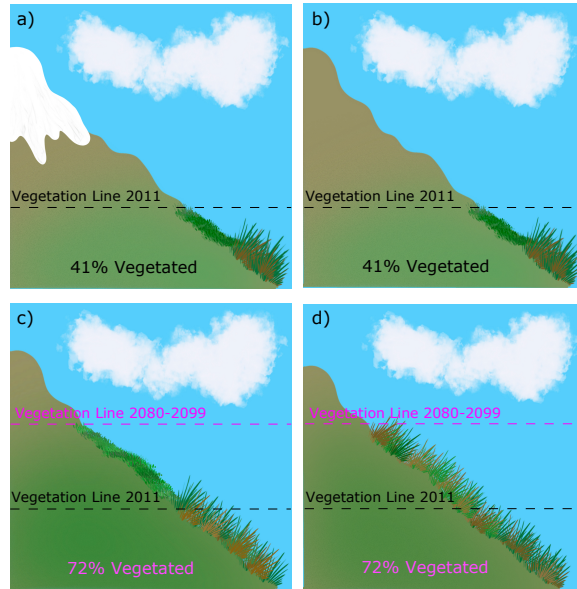 a)
Vegetation Line 2011
41% Vegetated
b)
Vegetation Line 2011
41% Vegetated
c)
Vegetation Line 2080-2099
Vegetation Line 2011
72% Vegetated
d)
Vegetation Line 2080-2099
Vegetation Line 2011
72% Vegetated